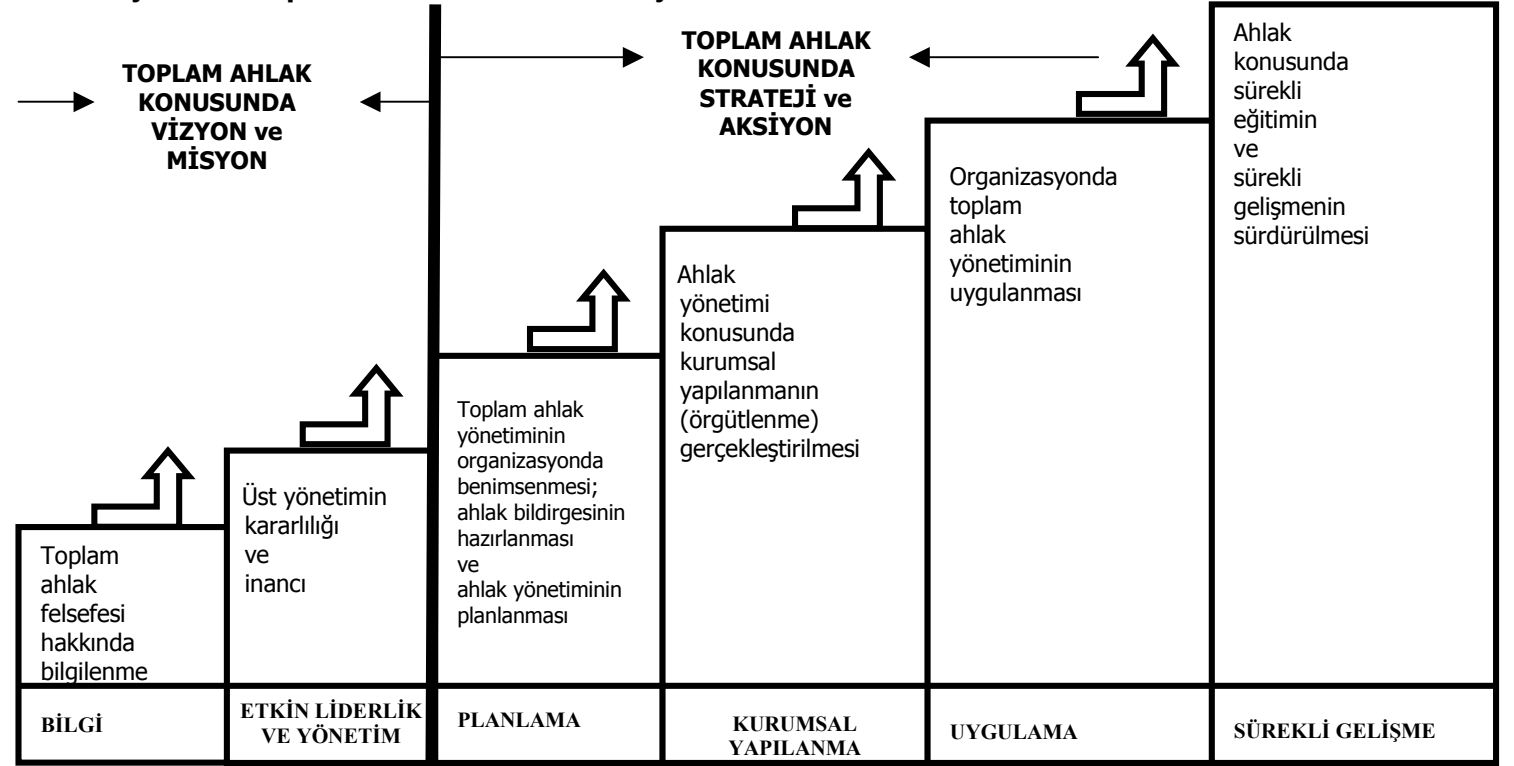 TOPLAM AHLAK
KONUSUNDA
VİZYON ve
MİSYON
TOPLAM AHLAK
KONUSUNDA
STRATEJİ ve
AKSİYON
Toplam
ahlak
felsefesi
hakkında
bilgilenme
Üst yönetimin
kararlılığı
ve
inancı
Toplam ahlak
yönetiminin
organizasyonda
benimsenmesi;
ahlak bildirgesinin
hazırlanması
ve
ahlak yönetiminin
planlanması
Ahlak
yönetimi
konusunda
kurumsal
yapılanmanın
(örgütlenme)
gerçekleştirilmesi
Organizasyonda
toplam
ahlak
yönetiminin
uygulanması
Ahlak
konusunda
sürekli
eğitimin
ve
sürekli
gelişmenin
sürdürülmesi
BİLGİ
ETKİN LİDERLİK
VE YÖNETİM
PLANLAMA
KURUMSAL
YAPILANMA
UYGULAMA
SÜREKLİ GELİŞME